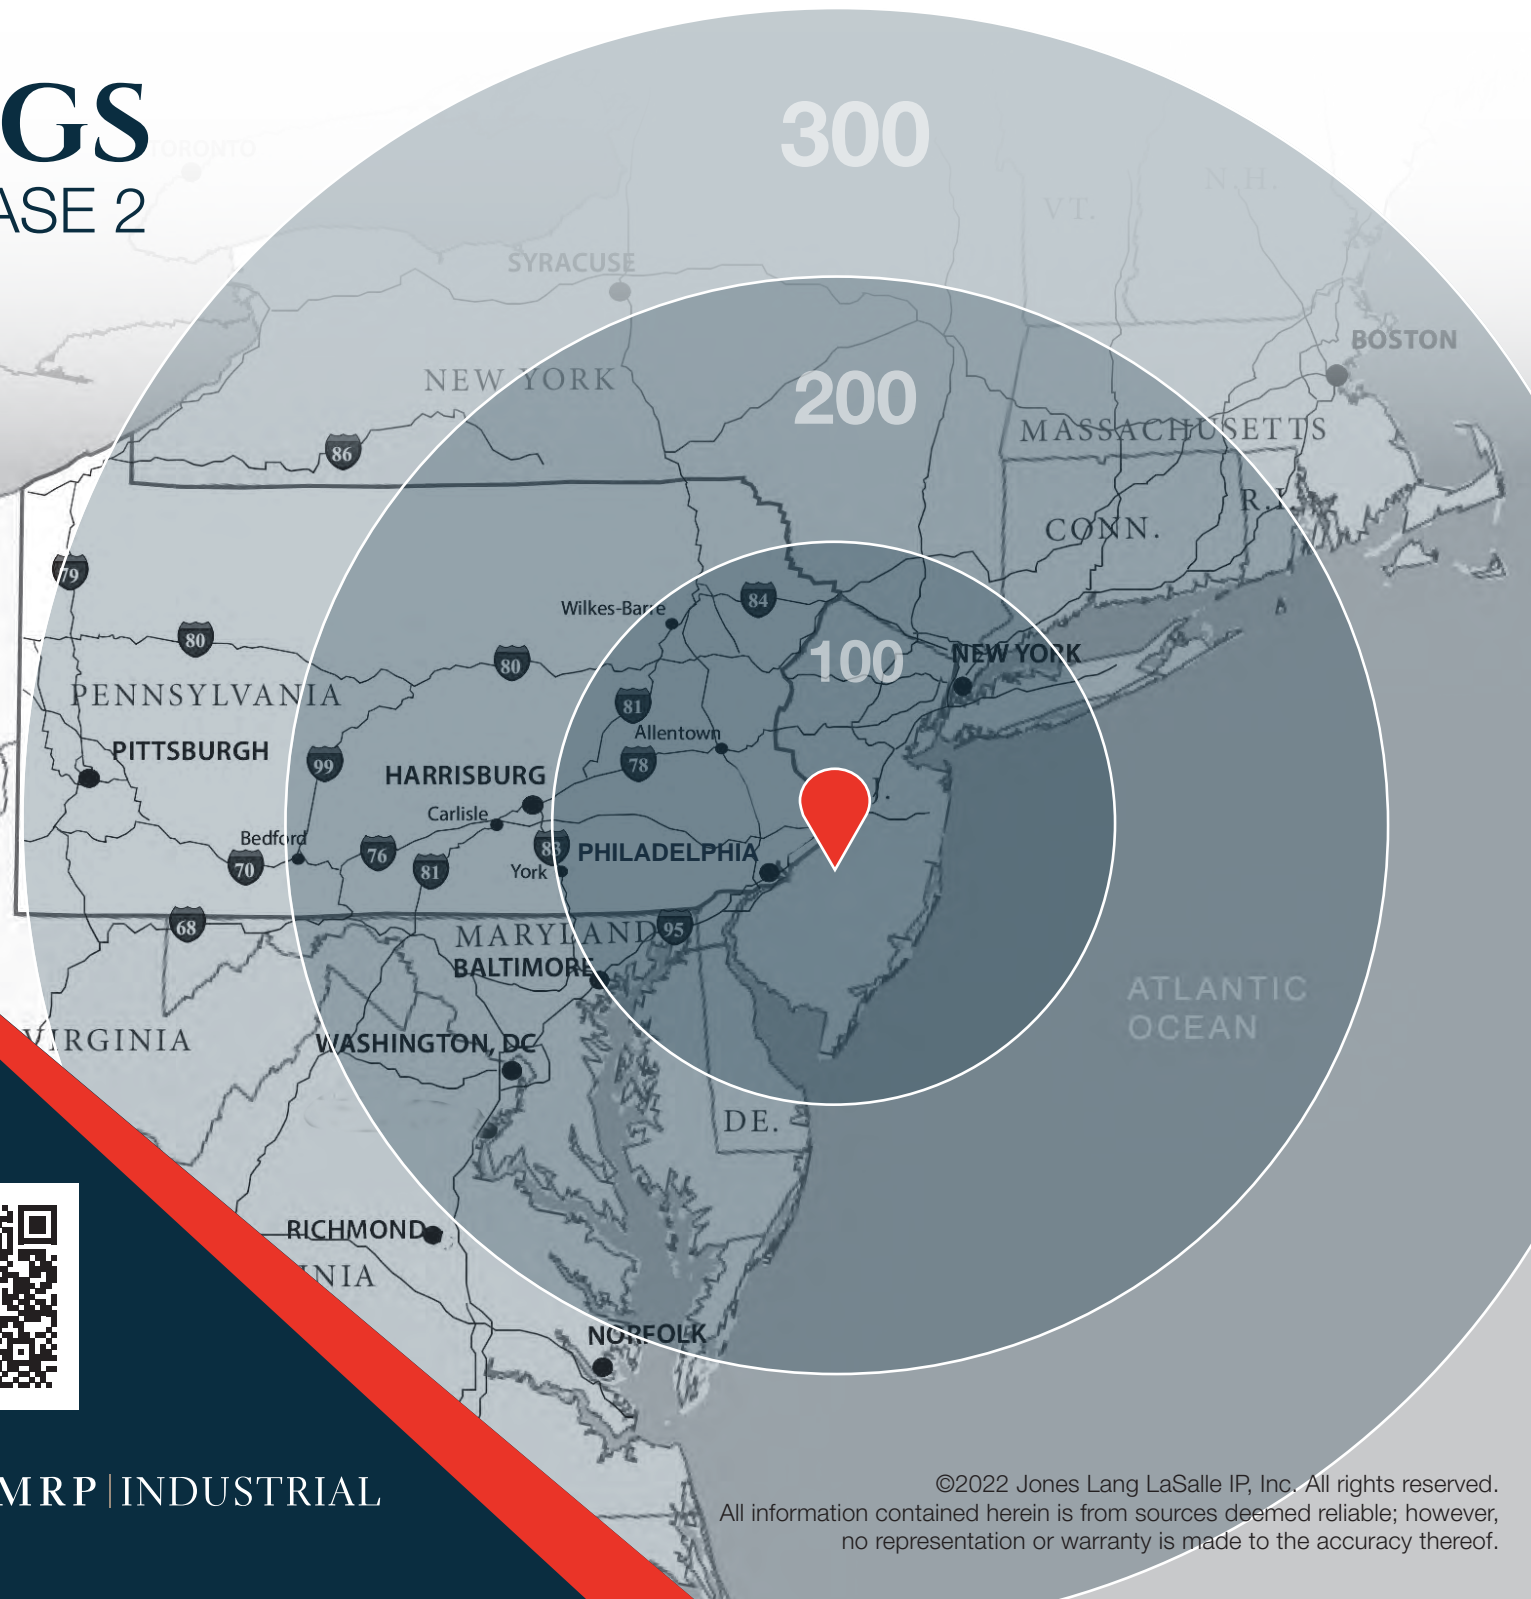 GS
ASE 2
TORONTO
300
N.H.
VT.
SYRACUSE
BOSTON
NEW YORK
200
MASSACHUSETTS
86
R.I.
CONN.
79
84
Wilkes-Barre
80
80
100
NEW YORK
PENNSYLVANIA
81
Allentown
PITTSBURGH
99
78
HARRISBURG
J.
Carlisle
Bedford
76
83
PHILADELPHIA
70
81
York
68
MARYLAND
95
BALTIMORE
ATLANTIC
OCEAN
VIRGINIA
WASHINGTON, DC
DE.
RICHMOND
INIA
NORFOLK
MRP | INDUSTRIAL
©2022 Jones Lang LaSalle IP, Inc. All rights reserved.
All information contained herein is from sources deemed reliable; however,
no representation or warranty is made to the accuracy thereof.